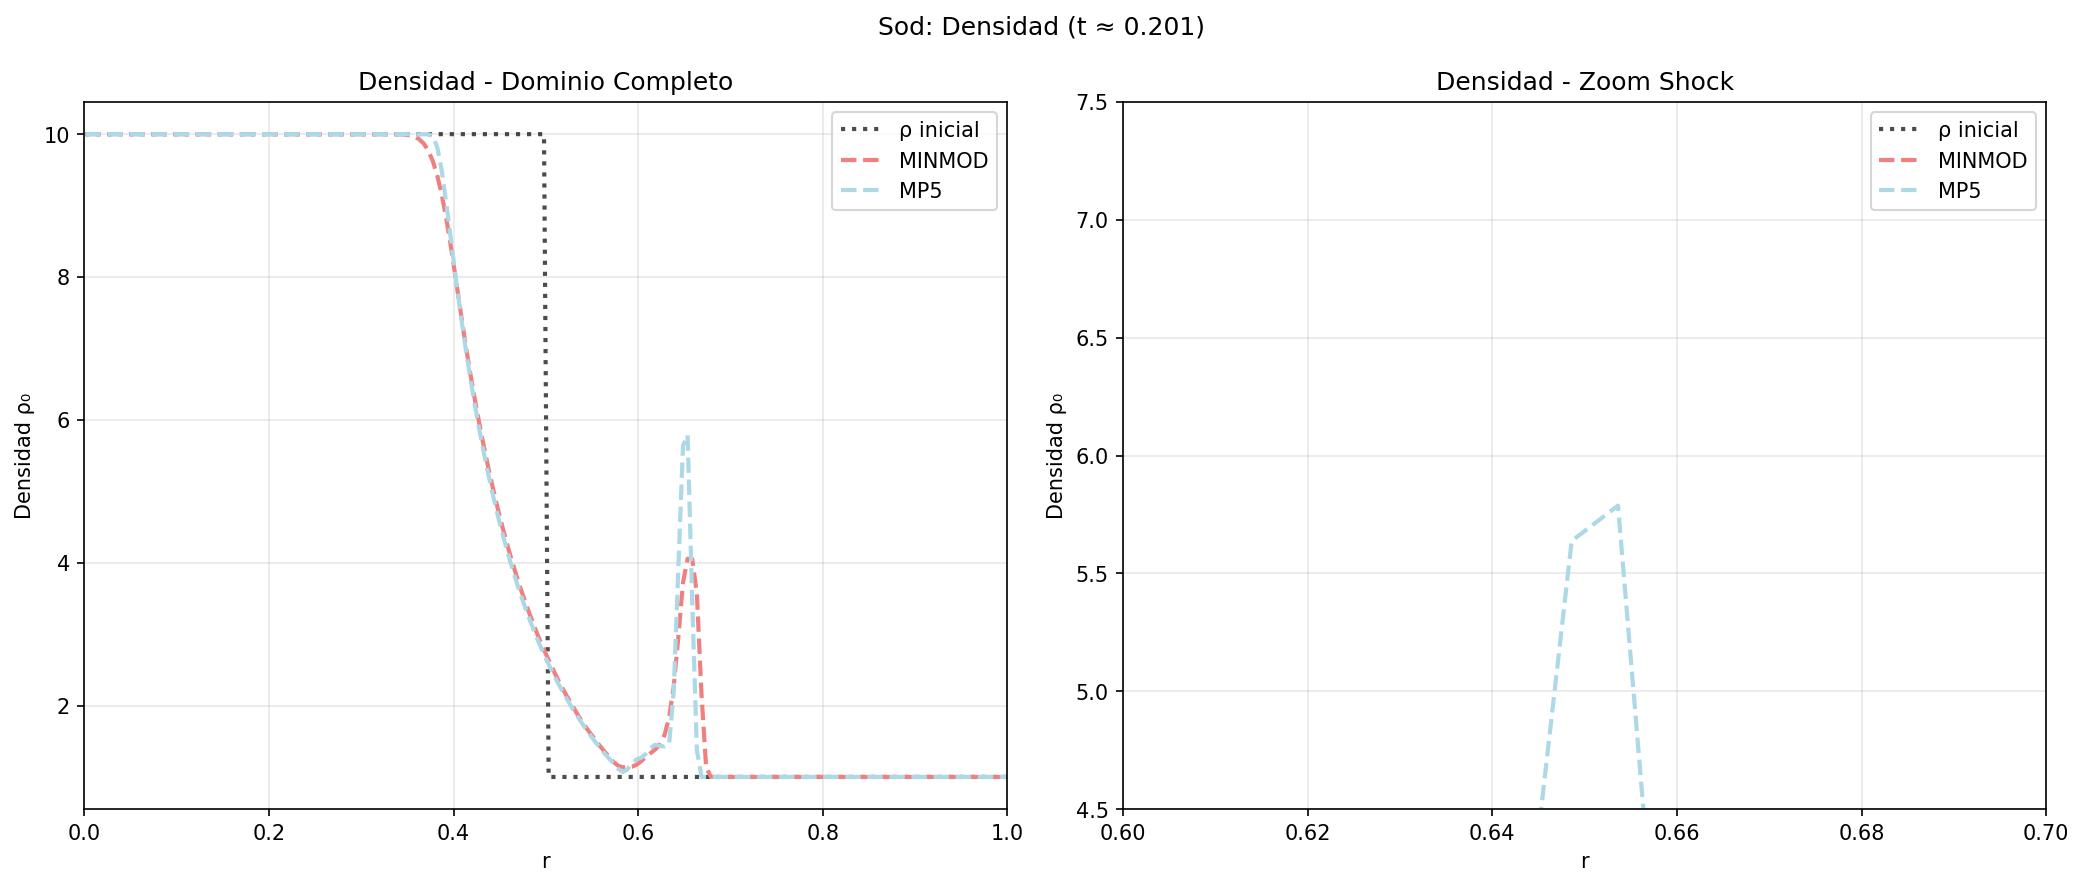 Sod: Densidad (t ≈ 0.201)
Densidad - Dominio Completo
Densidad ρ₀
10
8
6
4
2
0.0 0.2 0.4 0.6 0.8 1.0
r
ρ inicial
MINMOD
MP5
Densidad - Zoom Shock
Densidad ρ₀
7.5
7.0
6.5
6.0
5.5
5.0
4.5
0.60 0.62 0.64 0.66 0.68 0.70
r
ρ inicial
MINMOD
MP5